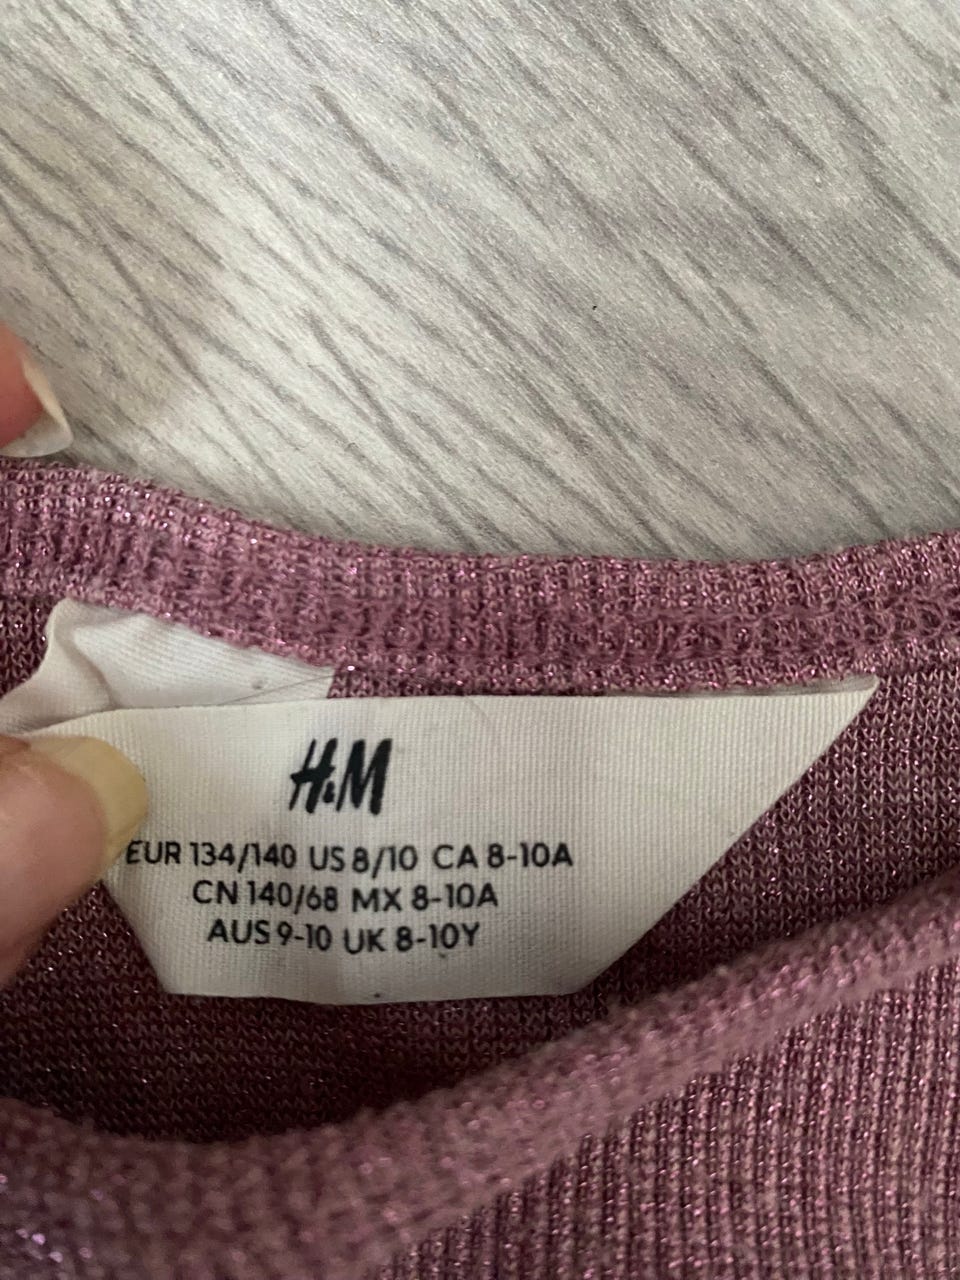 H&M
EUR 134/140 US 8/10 CA 8-10A
CN 140/68 MX 8-10A
AUS 9-10 UK 8-10Y